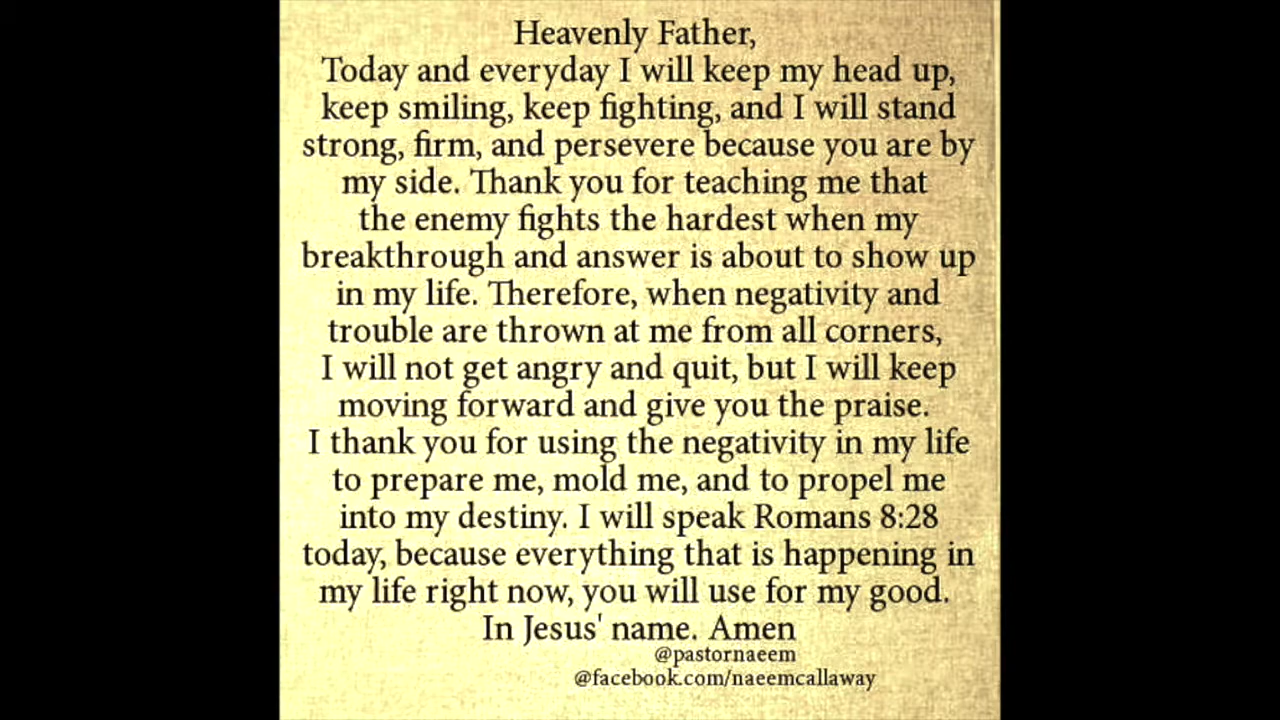 Heavenly Father,
Today and everyday I will keep my head up,
keep smiling, keep fighting, and I will stand
strong, firm, and persevere because you are by
my side. Thank you for teaching me that
the enemy fights the hardest when my
breakthrough and answer is about to show up
in my life. Therefore, when negativity and
trouble are thrown at me from all corners,
I will not get angry and quit, but I will keep
moving forward and give you the praise.
I thank you for using the negativity in my life
to prepare me, mold me, and to propel me
into my destiny. I will speak Romans 8:28
today, because everything that is happening in
my life right now, you will use for my good.
In Jesus' name. Amen
@pastornaeem
@facebook.com/naeemcallaway